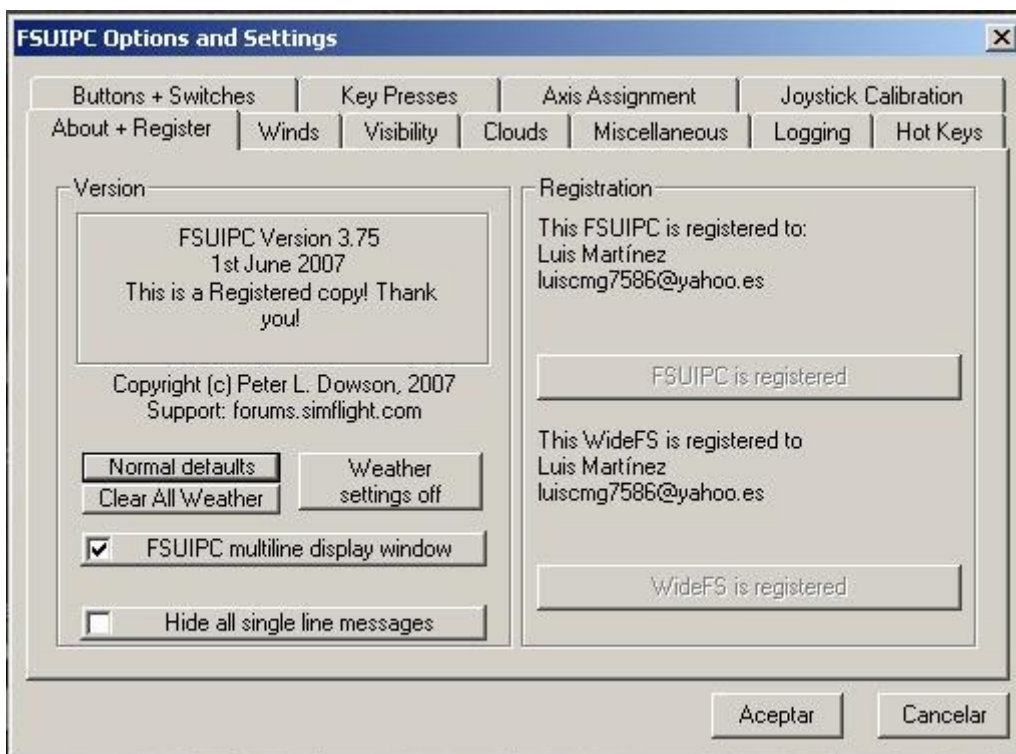 FSUIPC Options and Settings
Buttons + Switches
Key Presses
Axis Assignment
Joystick Calibration
About + Register
Winds
Visibility
Clouds
Miscellaneous
Logging
Hot Keys
Version
FSUIPC Version 3.75
1st June 2007
This is a Registered copy! Thank
you!
Copyright (c) Peter L. Dowson, 2007
Support: forums.simflight.com
Normal defaults
Clear All Weather
Weather
settings off
FSUIPC multiline display window
Hide all single line messages
Registration
This FSUIPC is registered to:
Luis Martínez
luiscmg7586@yahoo.es
FSUIPC is registered
This WideFS is registered to
Luis Martínez
luiscmg7586@yahoo.es
WideFS is registered
Aceptar
Cancelar